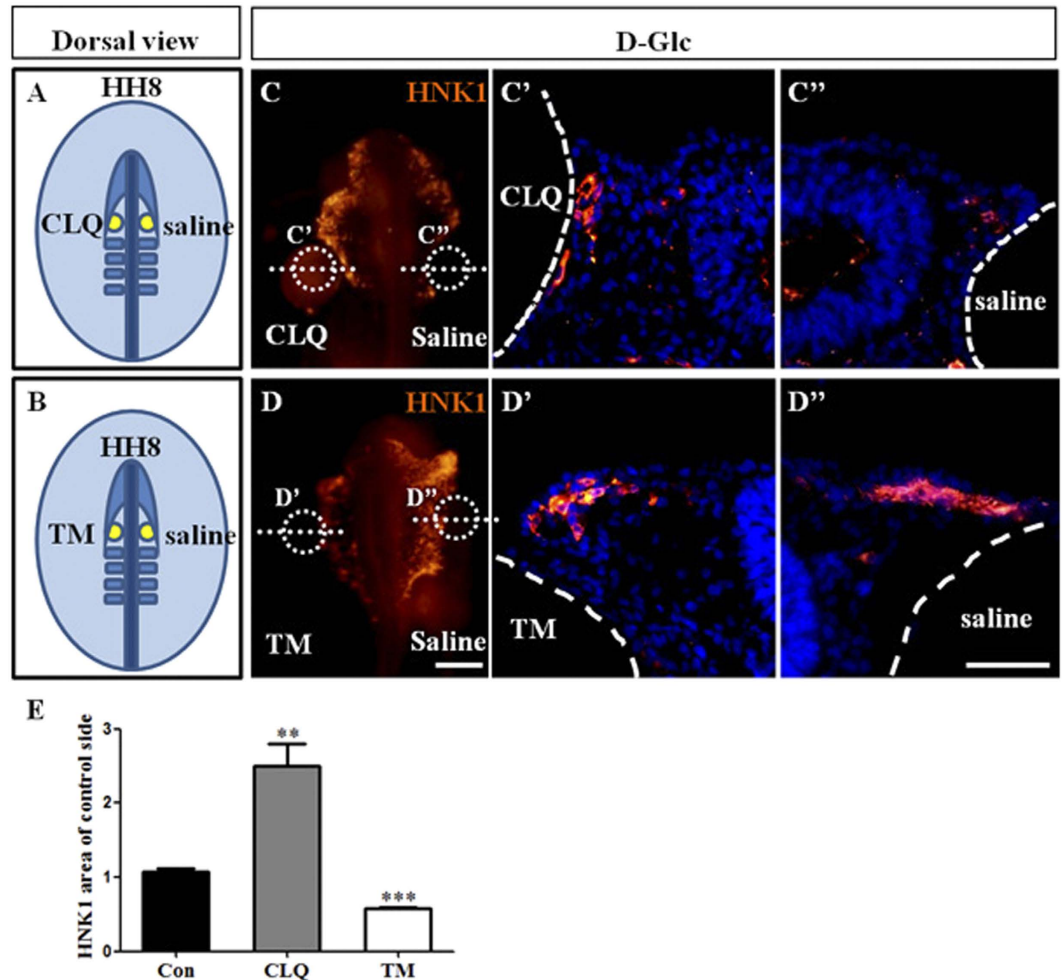 Dorsal view
D-Glc
A
HH8
CLQ
saline
C
HNK1
C'
C''
CLQ
Saline
C'
CLQ
C''
saline
B
HH8
TM
saline
D
HNK1
D'
D''
TM
Saline
D'
TM
D''
saline
E
HNK1 area of control side
3
2
1
0
**
***
Con
CLQ
TM